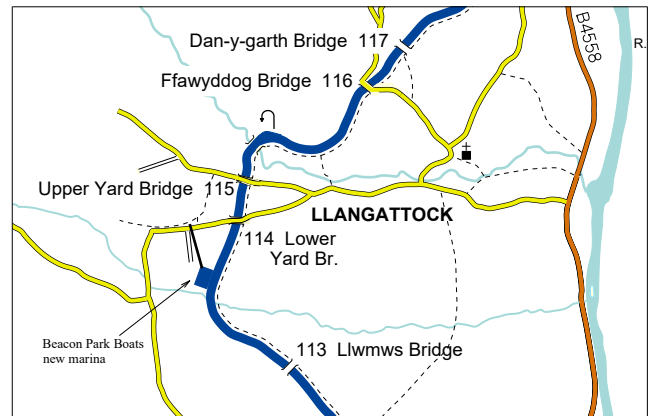 Dan-y-garth Bridge 117
B4558
R.
Ffawyddog Bridge 116
Upper Yard Bridge 115
LLANGATTOCK
114 Lower
Yard Br.
Beacon Park Boats
new marina
113 Llwmws Bridge